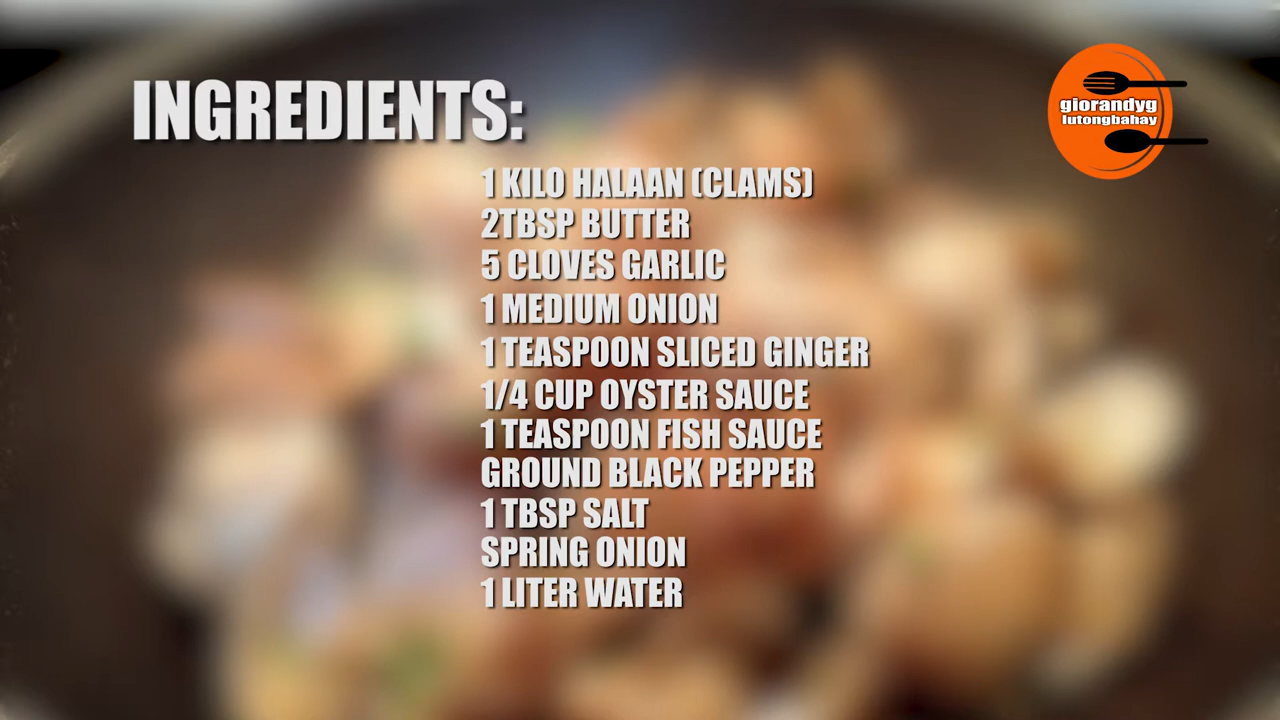 INGREDIENTS:
giorandyg
lutongbahay
1 KILO HALAAN (CLAMS)
2TBSP BUTTER
5 CLOVES GARLIC
1 MEDIUM ONION
1 TEASPOON SLICED GINGER
1/4 CUP OYSTER SAUCE
1 TEASPOON FISH SAUCE
GROUND BLACK PEPPER
1 TBSP SALT
SPRING ONION
1 LITER WATER